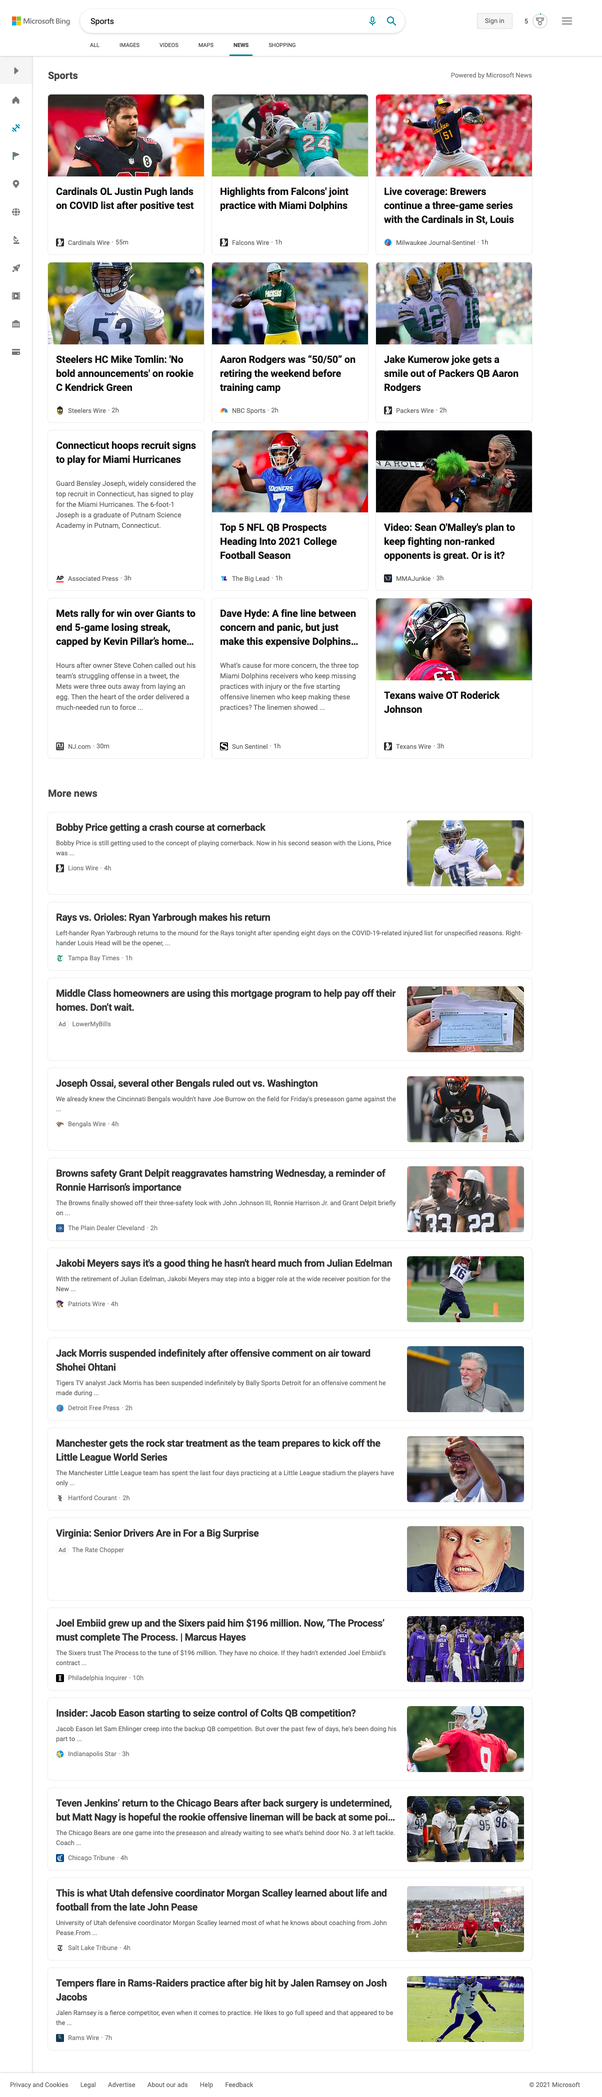 Microsoft Bing
Sports
Sign in
5
ALL IMAGES VIDEOS MAPS NEWS SHOPPING
Sports
Powered by Microsoft News
Cardinals OL Justin Pugh lands
on COVID list after positive test
Cardinals Wire · 55m
24
Highlights from Falcons' joint
practice with Miami Dolphins
Falcons Wire · 1h
51
Live coverage: Brewers
continue a three-game series
with the Cardinals in St, Louis
Milwaukee Journal-Sentinel · 1h
Steelers
53
Steelers HC Mike Tomlin: 'No
bold announcements' on rookie
C Kendrick Green
Steelers Wire · 2h
PACKERS
Aaron Rodgers was “50/50” on
retiring the weekend before
training camp
NBC Sports · 2h
12
Jake Kumerow joke gets a
smile out of Packers QB Aaron
Rodgers
Packers Wire · 2h
Connecticut hoops recruit signs
to play for Miami Hurricanes
Guard Bensley Joseph, widely considered the
top recruit in Connecticut, has signed to play
for the Miami Hurricanes. The 6-foot-1
Joseph is a graduate of Putnam Science
Academy in Putnam, Connecticut.
AP Associated Press · 3h
SOONERS
7
Top 5 NFL QB Prospects
Heading Into 2021 College
Football Season
The Big Lead · 1h
Video: Sean O'Malley's plan to
keep fighting non-ranked
opponents is great. Or is it?
MMAJunkie · 3h
Mets rally for win over Giants to
end 5-game losing streak,
capped by Kevin Pillar's home...
Hours after owner Steve Cohen called out his
team's struggling offense in a tweet, the
Mets were three outs away from laying an
egg. Then the heart of the order delivered a
much-needed run to force ...
NJ.com · 30m
Dave Hyde: A fine line between
concern and panic, but just
make this expensive Dolphins...
What's cause for more concern, the three top
Miami Dolphins receivers who keep missing
practices with injury or the five starting
offensive linemen who keep making these
practices? The linemen showed ...
Sun Sentinel · 1h
63
Texans waive OT Roderick
Johnson
Texans Wire · 3h
More news
Bobby Price getting a crash course at cornerback
Bobby Price is still getting used to the concept of playing cornerback. Now in his second season with the Lions, Price
was ...
Lions Wire · 4h
47
Rays vs. Orioles: Ryan Yarbrough makes his return
Left-hander Ryan Yarbrough returns to the mound for the Rays tonight after spending eight days on the COVID-19-related injured list for unspecified reasons. Right-
hander Louis Head will be the opener, ...
Tampa Bay Times · 1h
Middle Class homeowners are using this mortgage program to help pay off their
homes. Don't wait.
Ad LowerMyBills
Joseph Ossai, several other Bengals ruled out vs. Washington
We already knew the Cincinnati Bengals wouldn't have Joe Burrow on the field for Friday's preseason game against the
...
Bengals Wire · 4h
58
Browns safety Grant Delpit reaggravates hamstring Wednesday, a reminder of
Ronnie Harrison's importance
The Browns finally showed off their three-safety look with John Johnson III, Ronnie Harrison Jr. and Grant Delpit briefly
on ...
The Plain Dealer Cleveland · 2h
33 22
Jakobi Meyers says it's a good thing he hasn't heard much from Julian Edelman
With the retirement of Julian Edelman, Jakobi Meyers may step into a bigger role at the wide receiver position for the
New ...
Patriots Wire · 4h
16
Jack Morris suspended indefinitely after offensive comment on air toward
Shohei Ohtani
Tigers TV analyst Jack Morris has been suspended indefinitely by Bally Sports Detroit for an offensive comment he
made during ...
Detroit Free Press · 2h
Manchester gets the rock star treatment as the team prepares to kick off the
Little League World Series
The Manchester Little League team has spent the last four days practicing at a Little League stadium the players have
only ...
Hartford Courant · 2h
Virginia: Senior Drivers Are in For a Big Surprise
Ad The Rate Chopper
Joel Embiid grew up and the Sixers paid him $196 million. Now, ‘The Process’
must complete The Process. | Marcus Hayes
The Sixers trust The Process to the tune of $196 million. They have no choice. If they hadn't extended Joel Embiid's
contract ...
Philadelphia Inquirer · 10h
Insider: Jacob Eason starting to seize control of Colts QB competition?
Jacob Eason let Sam Ehlinger creep into the backup QB competition. But over the past few of days, he's been doing his
part to ...
Indianapolis Star · 3h
9
Teven Jenkins’ return to the Chicago Bears after back surgery is undetermined,
but Matt Nagy is hopeful the rookie offensive lineman will be back at some poi...
The Chicago Bears are one game into the preseason and already waiting to see what's behind door No. 3 at left tackle.
Coach ...
Chicago Tribune · 4h
95 96
This is what Utah defensive coordinator Morgan Scalley learned about life and
football from the late John Pease
University of Utah defensive coordinator Morgan Scalley learned most of what he knows about coaching from John
Pease.From ...
Salt Lake Tribune · 4h
Tempers flare in Rams-Raiders practice after big hit by Jalen Ramsey on Josh
Jacobs
Jalen Ramsey is a fierce competitor, even when it comes to practice. He likes to go full speed and that appeared to be
the ...
Rams Wire · 7h
5
Privacy and Cookies Legal Advertise About our ads Help Feedback
© 2021 Microsoft